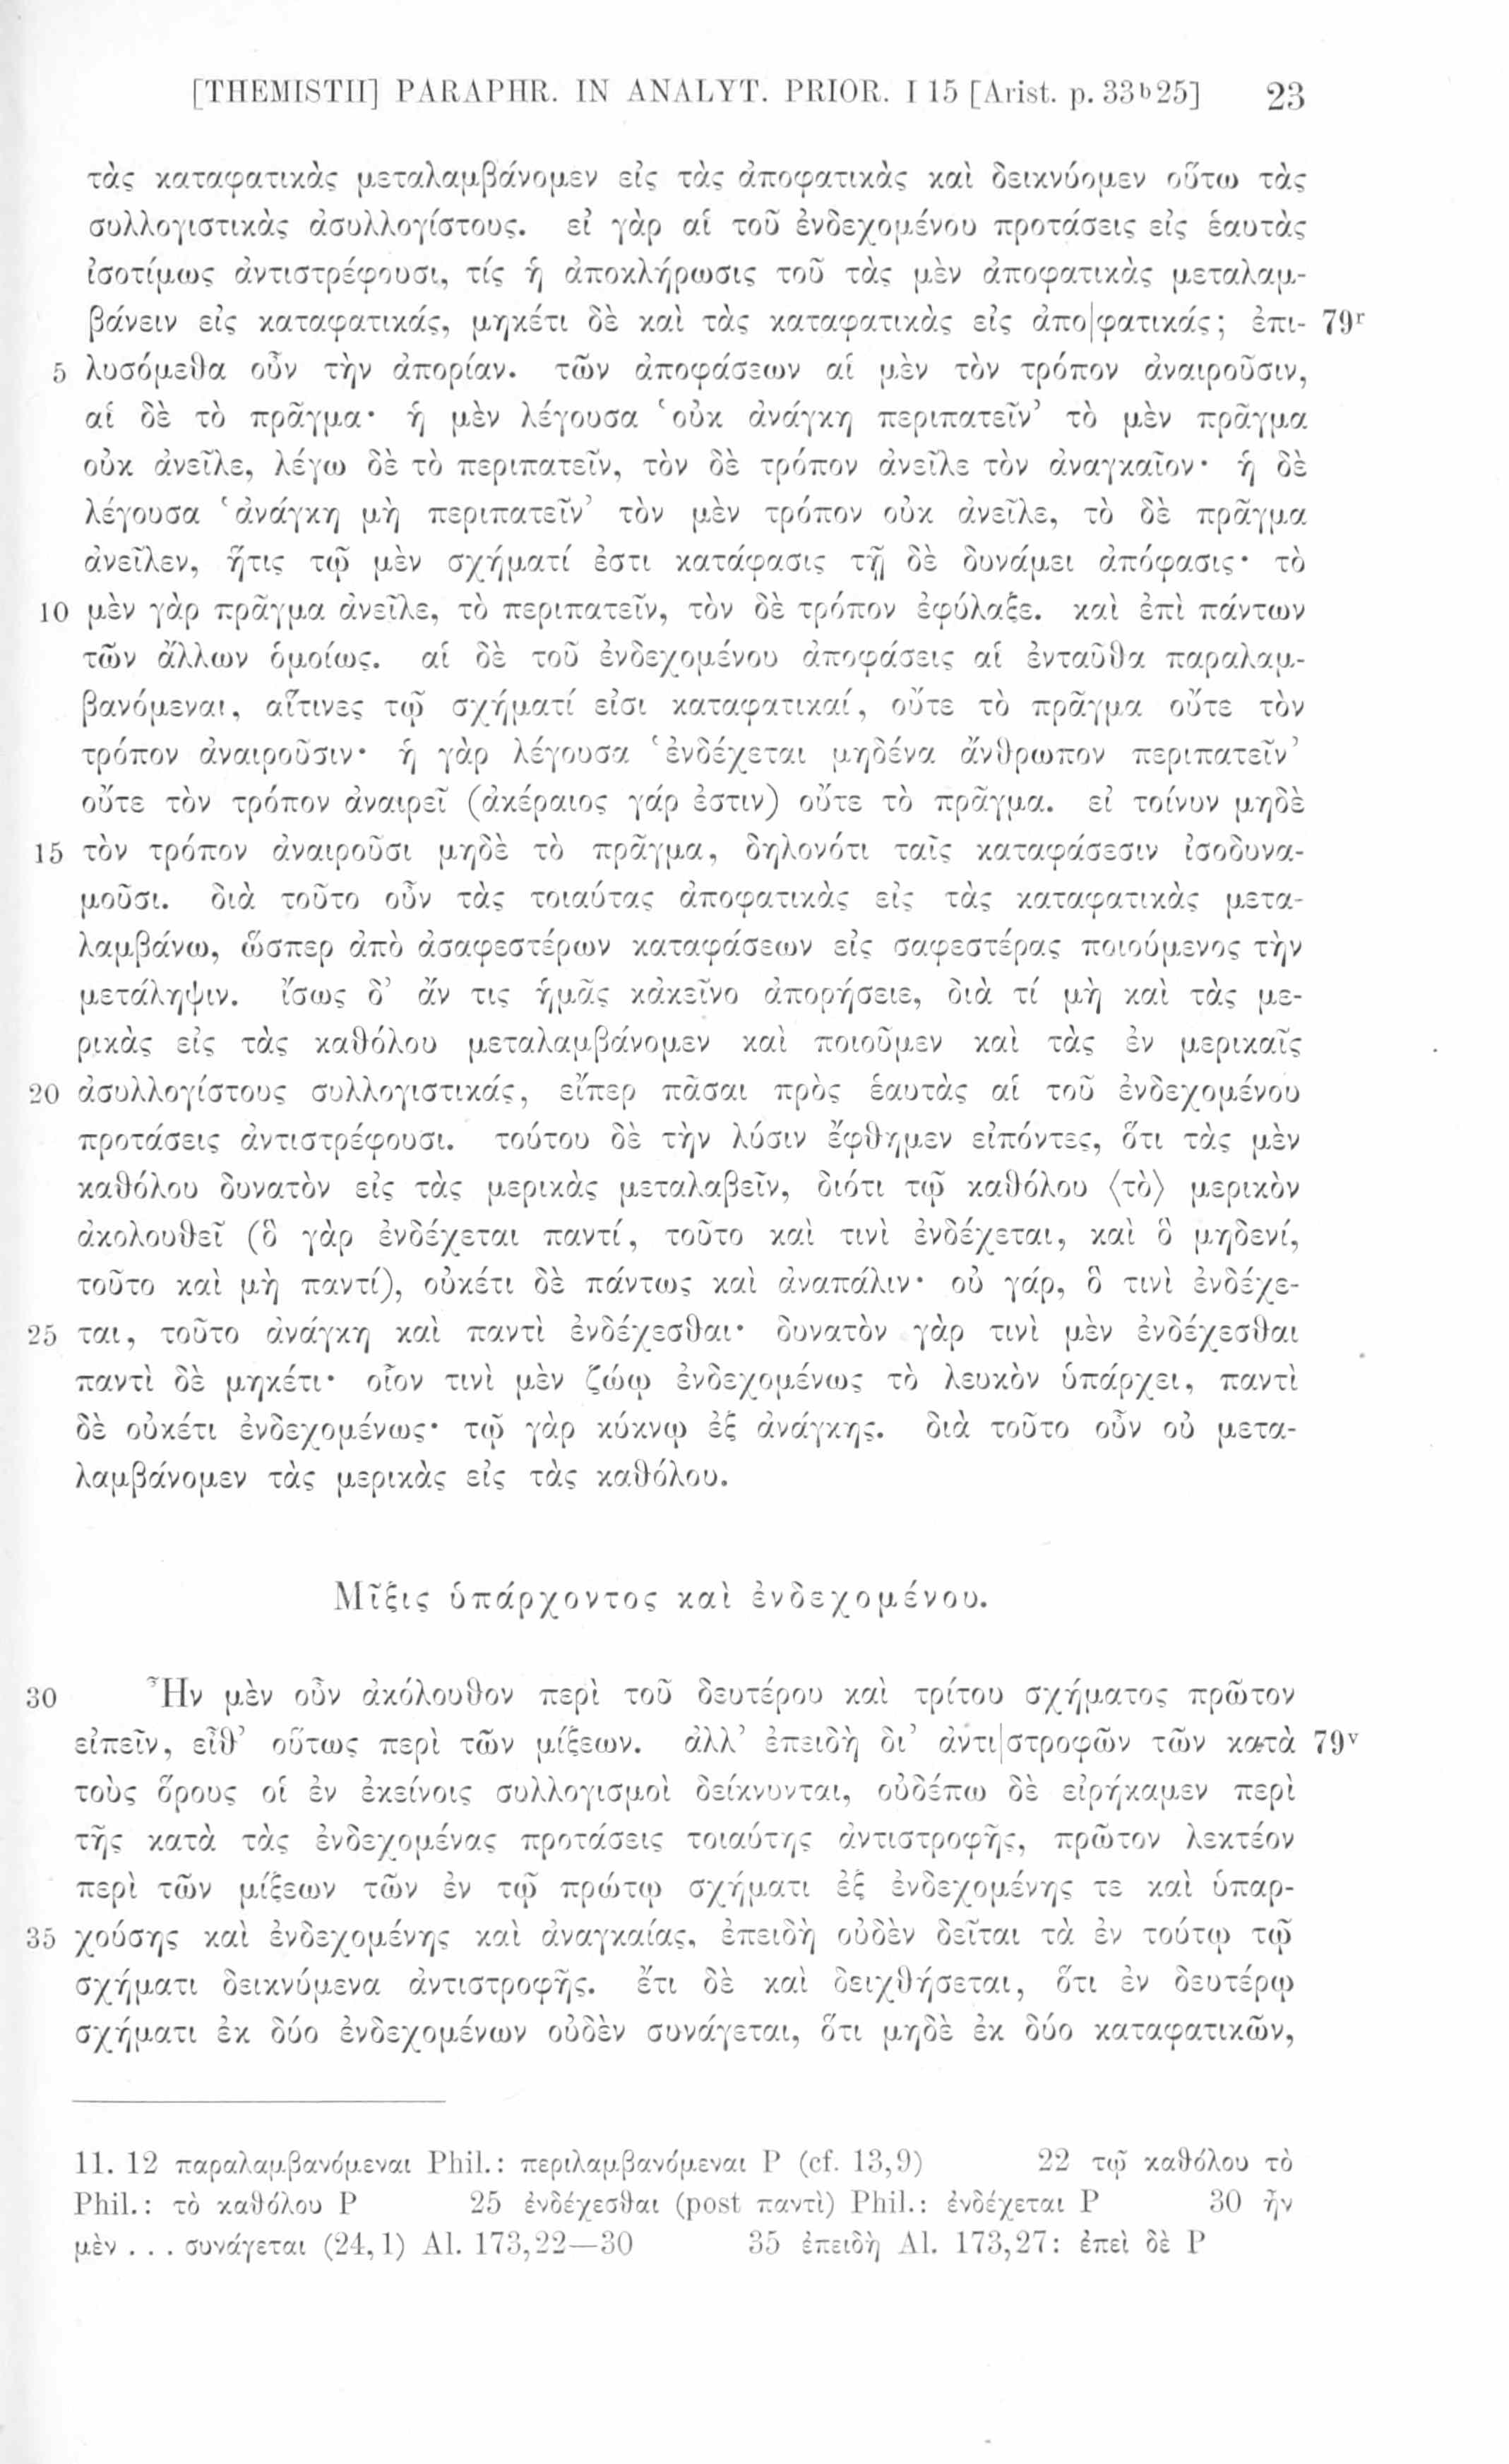 [THEMISTII] PARAPHR. IN ANALYT. PRIOR. I 15 [Arist. p. 33b25] 23
τὰς καταφατικὰς μεταλαμβάνομεν εἰς τὰς ἀποφατικὰς καὶ δεικνύομεν οὕτω τὰς
συλλογιστικὰς ἀσυλλογίστους. εἰ γὰρ αἱ τοῦ ἐνδεχομένου προτάσεις εἰς ἑαυτὰς
ἰσοτίμως ἀντιστρέφουσι, τίς ἡ ἀποκλήρωσις τοῦ τὰς μὲν ἀποφατικὰς μεταλαμ-
βάνειν εἰς καταφατικάς, μηκέτι δὲ καὶ τὰς καταφατικὰς εἰς ἀπο|φατικάς; ἐπι- 79r
5 λυσόμεθα οὖν τὴν ἀπορίαν. τῶν ἀποφάσεων αἱ μὲν τὸν τρόπον ἀναιροῦσιν,
αἱ δὲ τὸ πρᾶγμα· ἡ μὲν λέγουσα ‘οὐκ ἀνάγκη περιπατεῖν’ τὸ μὲν πρᾶγμα
οὐκ ἀνεῖλε, λέγω δὲ τὸ περιπατεῖν, τὸν δὲ τρόπον ἀνεῖλε τὸν ἀναγκαῖον· ἡ δὲ
λέγουσα ‘ἀνάγκη μὴ περιπατεῖν’ τὸν μὲν τρόπον οὐκ ἀνεῖλε, τὸ δὲ πρᾶγμα
ἀνεῖλεν, ἥτις τῷ μὲν σχήματί ἐστι κατάφασις τῇ δὲ δυνάμει ἀπόφασις· τὸ
10 μὲν γὰρ πρᾶγμα ἀνεῖλε, τὸ περιπατεῖν, τὸν δὲ τρόπον ἐφύλαξε. καὶ ἐπὶ πάντων
τῶν ἄλλων ὁμοίως. αἱ δὲ τοῦ ἐνδεχομένου ἀποφάσεις αἱ ἐνταῦθα παραλαμ-
βανόμεναι, αἵτινες τῷ σχήματί εἰσι καταφατικαί, οὔτε τὸ πρᾶγμα οὔτε τὸν
τρόπον ἀναιροῦσιν· ἡ γὰρ λέγουσα ‘ἐνδέχεται μηδένα ἄνθρωπον περιπατεῖν’
οὔτε τὸν τρόπον ἀναιρεῖ (ἀκέραιος γάρ ἐστιν) οὔτε τὸ πρᾶγμα. εἰ τοίνυν μηδὲ
15 τὸν τρόπον ἀναιροῦσι μηδὲ τὸ πρᾶγμα, δηλονότι ταῖς καταφάσεσιν ἰσοδυνα-
μοῦσι. διὰ τοῦτο οὖν τὰς τοιαύτας ἀποφατικὰς εἰς τὰς καταφατικὰς μετα-
λαμβάνω, ὥσπερ ἀπὸ ἀσαφεστέρων καταφάσεων εἰς σαφεστέρας ποιούμενος τὴν
μετάληψιν. ἴσως δ’ ἄν τις ἡμᾶς κἀκεῖνο ἀπορήσειε, διὰ τί μὴ καὶ τὰς με-
ρικὰς εἰς τὰς καθόλου μεταλαμβάνομεν καὶ ποιοῦμεν καὶ τὰς ἐν μερικαῖς
20 ἀσυλλογίστους συλλογιστικάς, εἴπερ πᾶσαι πρὸς ἑαυτὰς αἱ τοῦ ἐνδεχομένου
προτάσεις ἀντιστρέφουσι. τούτου δὲ τὴν λύσιν ἔφθημεν εἰπόντες, ὅτι τὰς μὲν
καθόλου δυνατὸν εἰς τὰς μερικὰς μεταλαβεῖν, διότι τῷ καθόλου ⟨τὸ⟩ μερικὸν
ἀκολουθεῖ (ὃ γὰρ ἐνδέχεται παντί, τοῦτο καὶ τινὶ ἐνδέχεται, καὶ ὃ μηδενί,
τοῦτο καὶ μὴ παντί), οὐκέτι δὲ πάντως καὶ ἀναπάλιν· οὐ γάρ, ὃ τινὶ ἐνδέχε-
25 ται, τοῦτο ἀνάγκη καὶ παντὶ ἐνδέχεσθαι· δυνατὸν γὰρ τινὶ μὲν ἐνδέχεσθαι
παντὶ δὲ μηκέτι· οἷον τινὶ μὲν ζώῳ ἐνδεχομένως τὸ λευκὸν ὑπάρχει, παντὶ
δὲ οὐκέτι ἐνδεχομένως· τῷ γὰρ κύκνῳ ἐξ ἀνάγκης. διὰ τοῦτο οὖν οὐ μετα-
λαμβάνομεν τὰς μερικὰς εἰς τὰς καθόλου.
Μῖξις ὑπάρχοντος καὶ ἐνδεχομένου.
30 Ἦν μὲν οὖν ἀκόλουθον περὶ τοῦ δευτέρου καὶ τρίτου σχήματος πρῶτον
εἰπεῖν, εἶθ’ οὕτως περὶ τῶν μίξεων. ἀλλ’ ἐπειδὴ δι’ ἀντι|στροφῶν τῶν κατὰ 79v
τοὺς ὅρους οἱ ἐν ἐκείνοις συλλογισμοὶ δείκνυνται, οὐδέπω δὲ εἰρήκαμεν περὶ
τῆς κατὰ τὰς ἐνδεχομένας προτάσεις τοιαύτης ἀντιστροφῆς, πρῶτον λεκτέον
περὶ τῶν μίξεων τῶν ἐν τῷ πρώτῳ σχήματι ἐξ ἐνδεχομένης τε καὶ ὑπαρ-
35 χούσης καὶ ἐνδεχομένης καὶ ἀναγκαίας, ἐπειδὴ οὐδὲν δεῖται τὰ ἐν τούτῳ τῷ
σχήματι δεικνύμενα ἀντιστροφῆς. ἔτι δὲ καὶ δειχθήσεται, ὅτι ἐν δευτέρῳ
σχήματι ἐκ δύο ἐνδεχομένων οὐδὲν συνάγεται, ὅτι μηδὲ ἐκ δύο καταφατικῶν,
11. 12 παραλαμβανόμεναι Phil.: περιλαμβανόμεναι P (cf. 13,9) 22 τῷ καθόλου τὸ
Phil.: τὸ καθόλου P 25 ἐνδέχεσθαι (post παντὶ) Phil.: ἐνδέχεται P 30 ἦν
μὲν . . . συνάγεται (24,1) Al. 173,22—30 35 ἐπειδὴ Al. 173,27: ἐπεὶ δὲ P